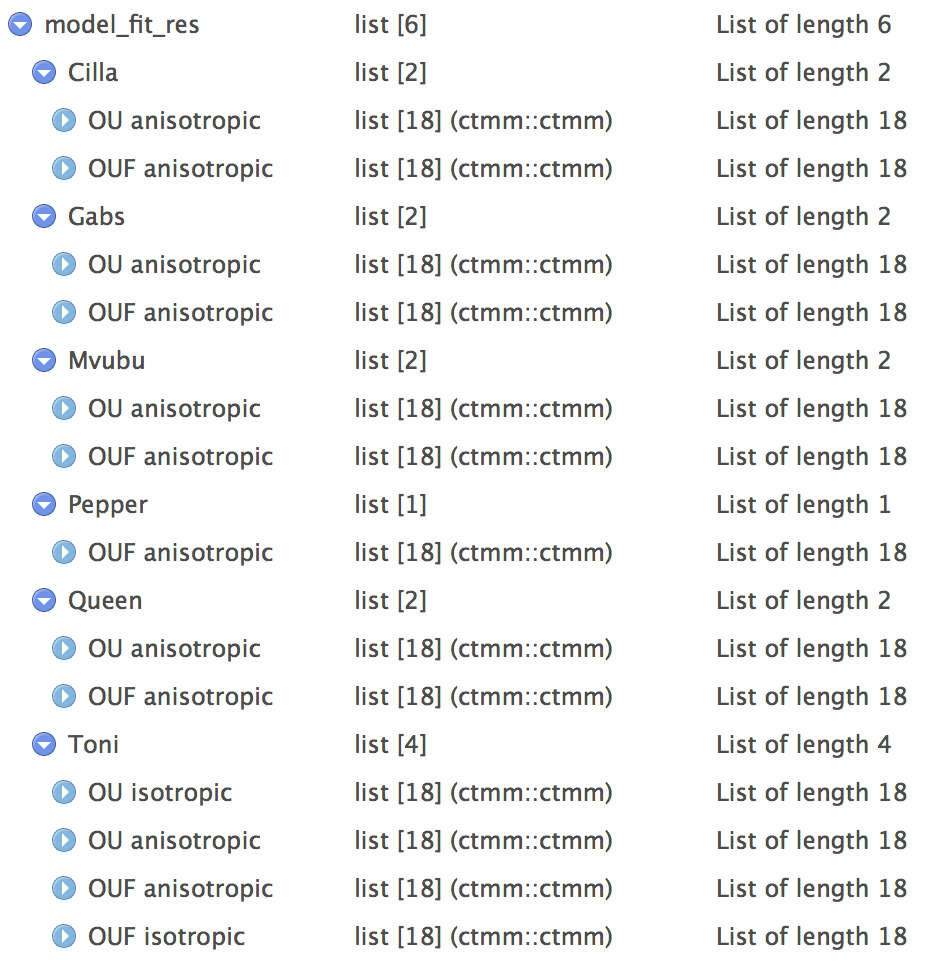 model_fit_res list [6] List of length 6
Cilla list [2] List of length 2
OU anisotropic list [18] (ctmm::ctmm) List of length 18
OUF anisotropic list [18] (ctmm::ctmm) List of length 18
Gabs list [2] List of length 2
OU anisotropic list [18] (ctmm::ctmm) List of length 18
OUF anisotropic list [18] (ctmm::ctmm) List of length 18
Mvubu list [2] List of length 2
OU anisotropic list [18] (ctmm::ctmm) List of length 18
OUF anisotropic list [18] (ctmm::ctmm) List of length 18
Pepper list [1] List of length 1
OUF anisotropic list [18] (ctmm::ctmm) List of length 18
Queen list [2] List of length 2
OU anisotropic list [18] (ctmm::ctmm) List of length 18
OUF anisotropic list [18] (ctmm::ctmm) List of length 18
Toni list [4] List of length 4
OU isotropic list [18] (ctmm::ctmm) List of length 18
OU anisotropic list [18] (ctmm::ctmm) List of length 18
OUF anisotropic list [18] (ctmm::ctmm) List of length 18
OUF isotropic list [18] (ctmm::ctmm) List of length 18